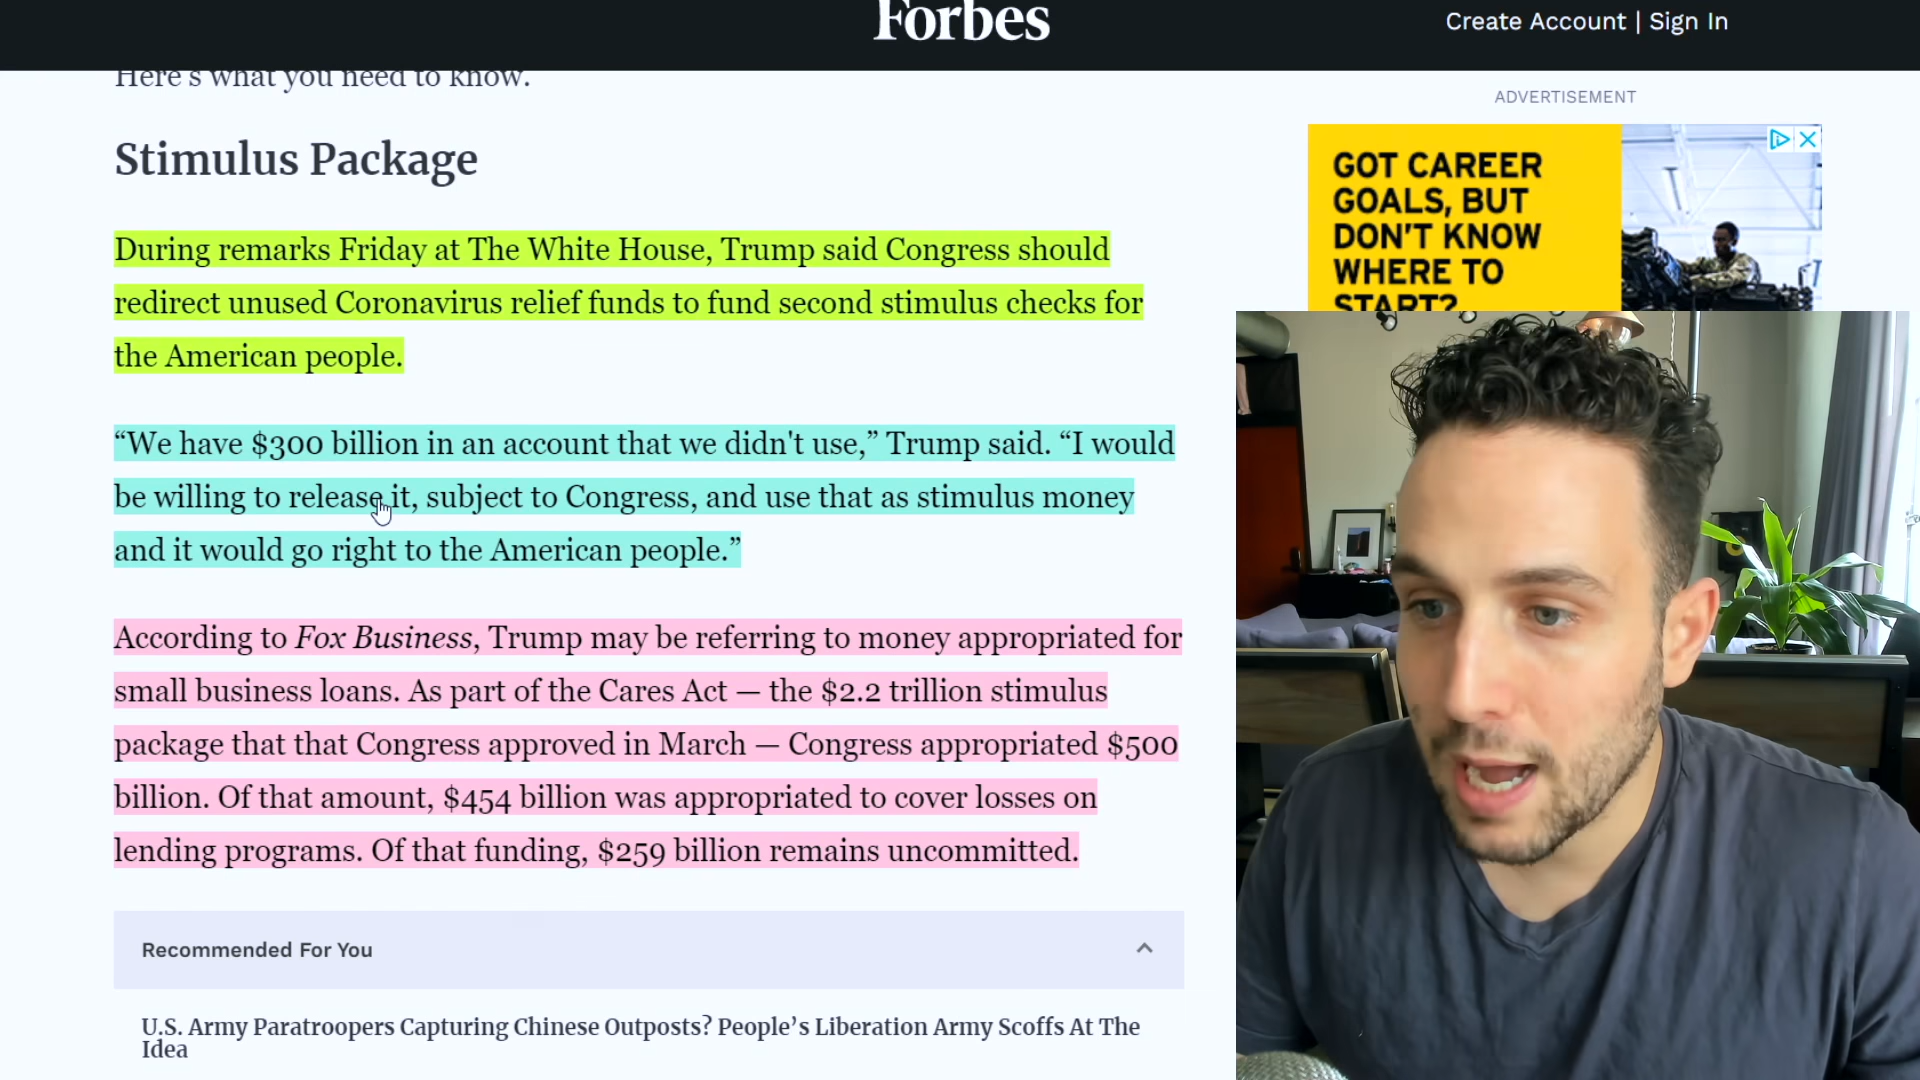 Forbes
Create Account | Sign In
Here's what you need to know.
ADVERTISEMENT
Stimulus Package
GOT CAREER
GOALS, BUT
DON'T KNOW
WHERE TO
START?
During remarks Friday at The White House, Trump said Congress should
redirect unused Coronavirus relief funds to fund second stimulus checks for
the American people.
“We have $300 billion in an account that we didn't use,” Trump said. “I would
be willing to release it, subject to Congress, and use that as stimulus money
and it would go right to the American people.”
According to Fox Business, Trump may be referring to money appropriated for
small business loans. As part of the Cares Act — the $2.2 trillion stimulus
package that that Congress approved in March — Congress appropriated $500
billion. Of that amount, $454 billion was appropriated to cover losses on
lending programs. Of that funding, $259 billion remains uncommitted.
Recommended For You
U.S. Army Paratroopers Capturing Chinese Outposts? People’s Liberation Army Scoffs At The
Idea